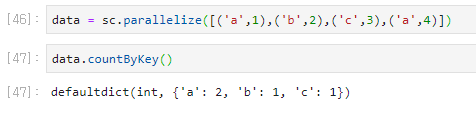 [46]: data = sc.parallelize([('a',1),('b',2),('c',3),('a',4)])
[47]: data.countByKey()
[47]: defaultdict(int, {'a': 2, 'b': 1, 'c': 1})